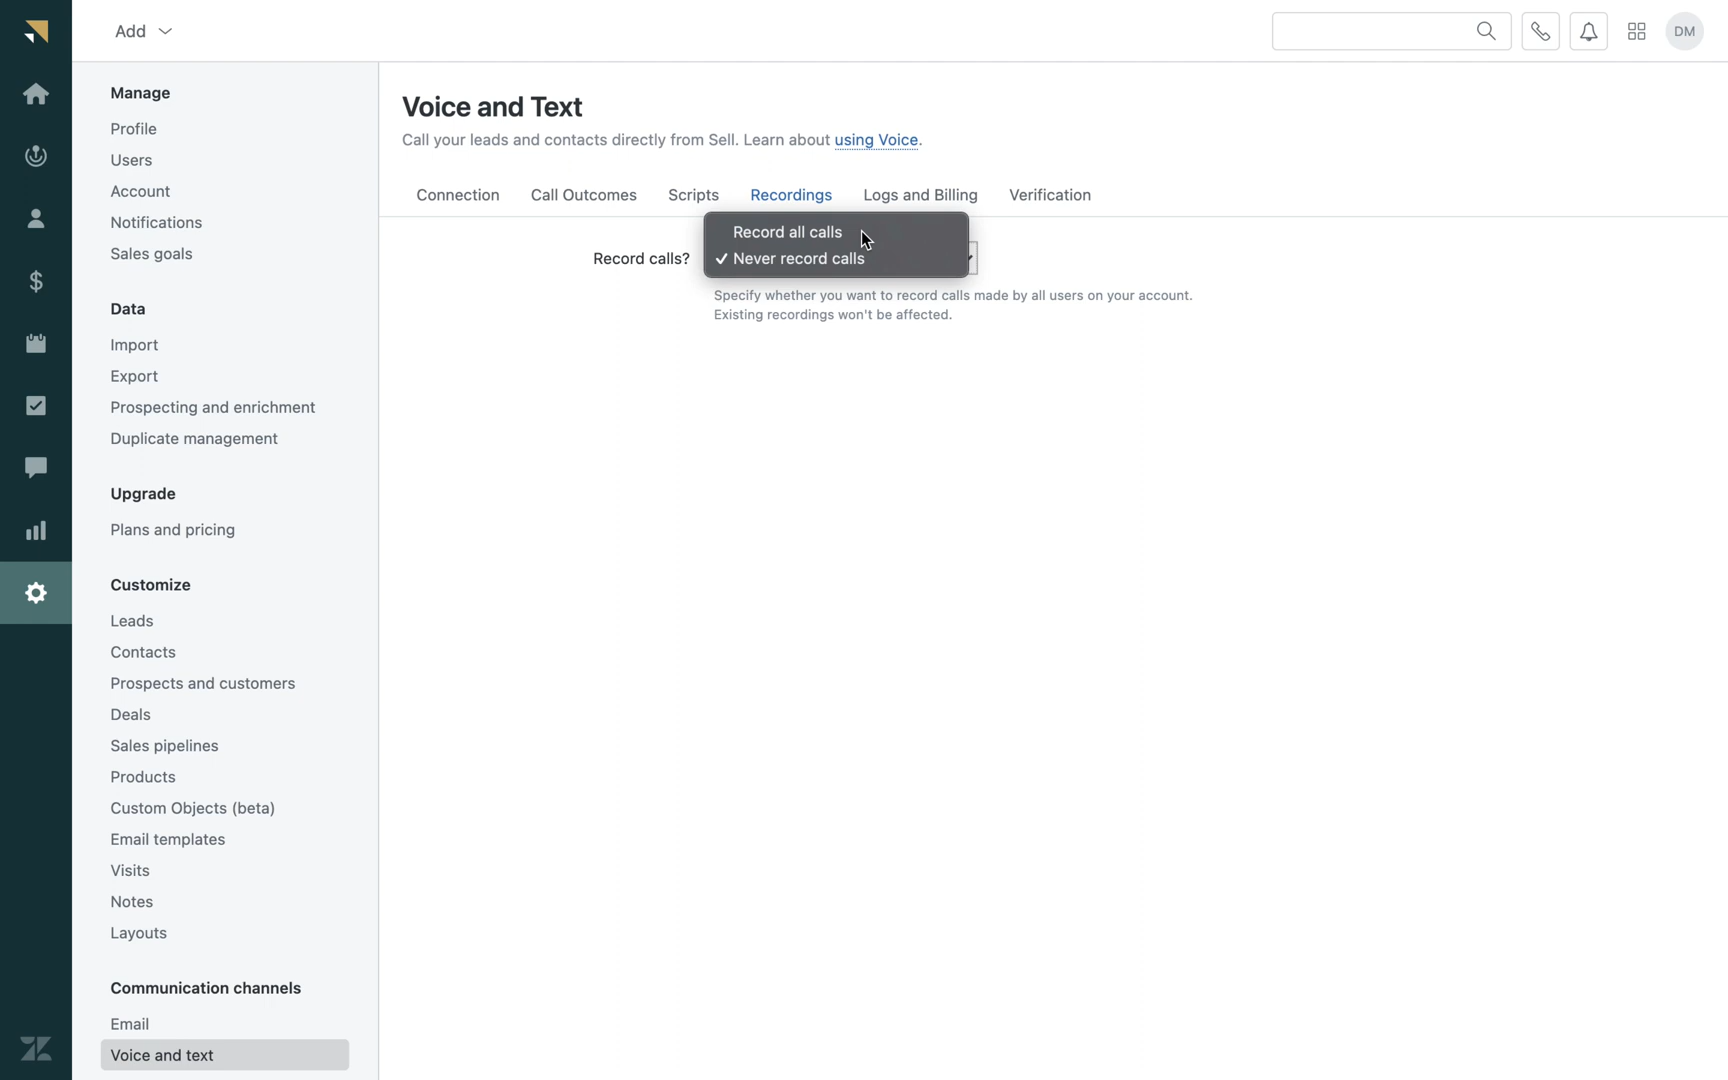 Add
DM
Manage
Profile
Users
Account
Notifications
Sales goals
Data
Import
Export
Prospecting and enrichment
Duplicate management
Upgrade
Plans and pricing
Customize
Leads
Contacts
Prospects and customers
Deals
Sales pipelines
Products
Custom Objects (beta)
Email templates
Visits
Notes
Layouts
Communication channels
Email
Voice and text
Voice and Text
Call your leads and contacts directly from Sell. Learn about using Voice.
Connection Call Outcomes Scripts Recordings Logs and Billing Verification
Record all calls
Record calls? ✓ Never record calls
Specify whether you want to record calls made by all users on your account.
Existing recordings won't be affected.